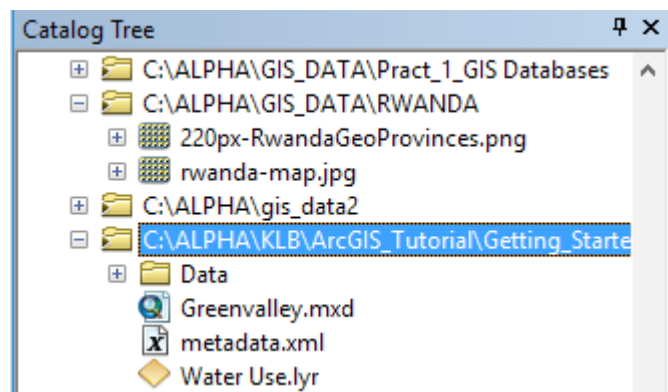 Catalog Tree
C:\ALPHA\GIS_DATA\Pract_1_GIS Databases
C:\ALPHA\GIS_DATA\RWANDA
220px-RwandaGeoProvinces.png
rwanda-map.jpg
C:\ALPHA\gis_data2
C:\ALPHA\KLB\ArcGIS_Tutorial\Getting_Starte
Data
Greenvalley.mxd
metadata.xml
Water Use.lyr